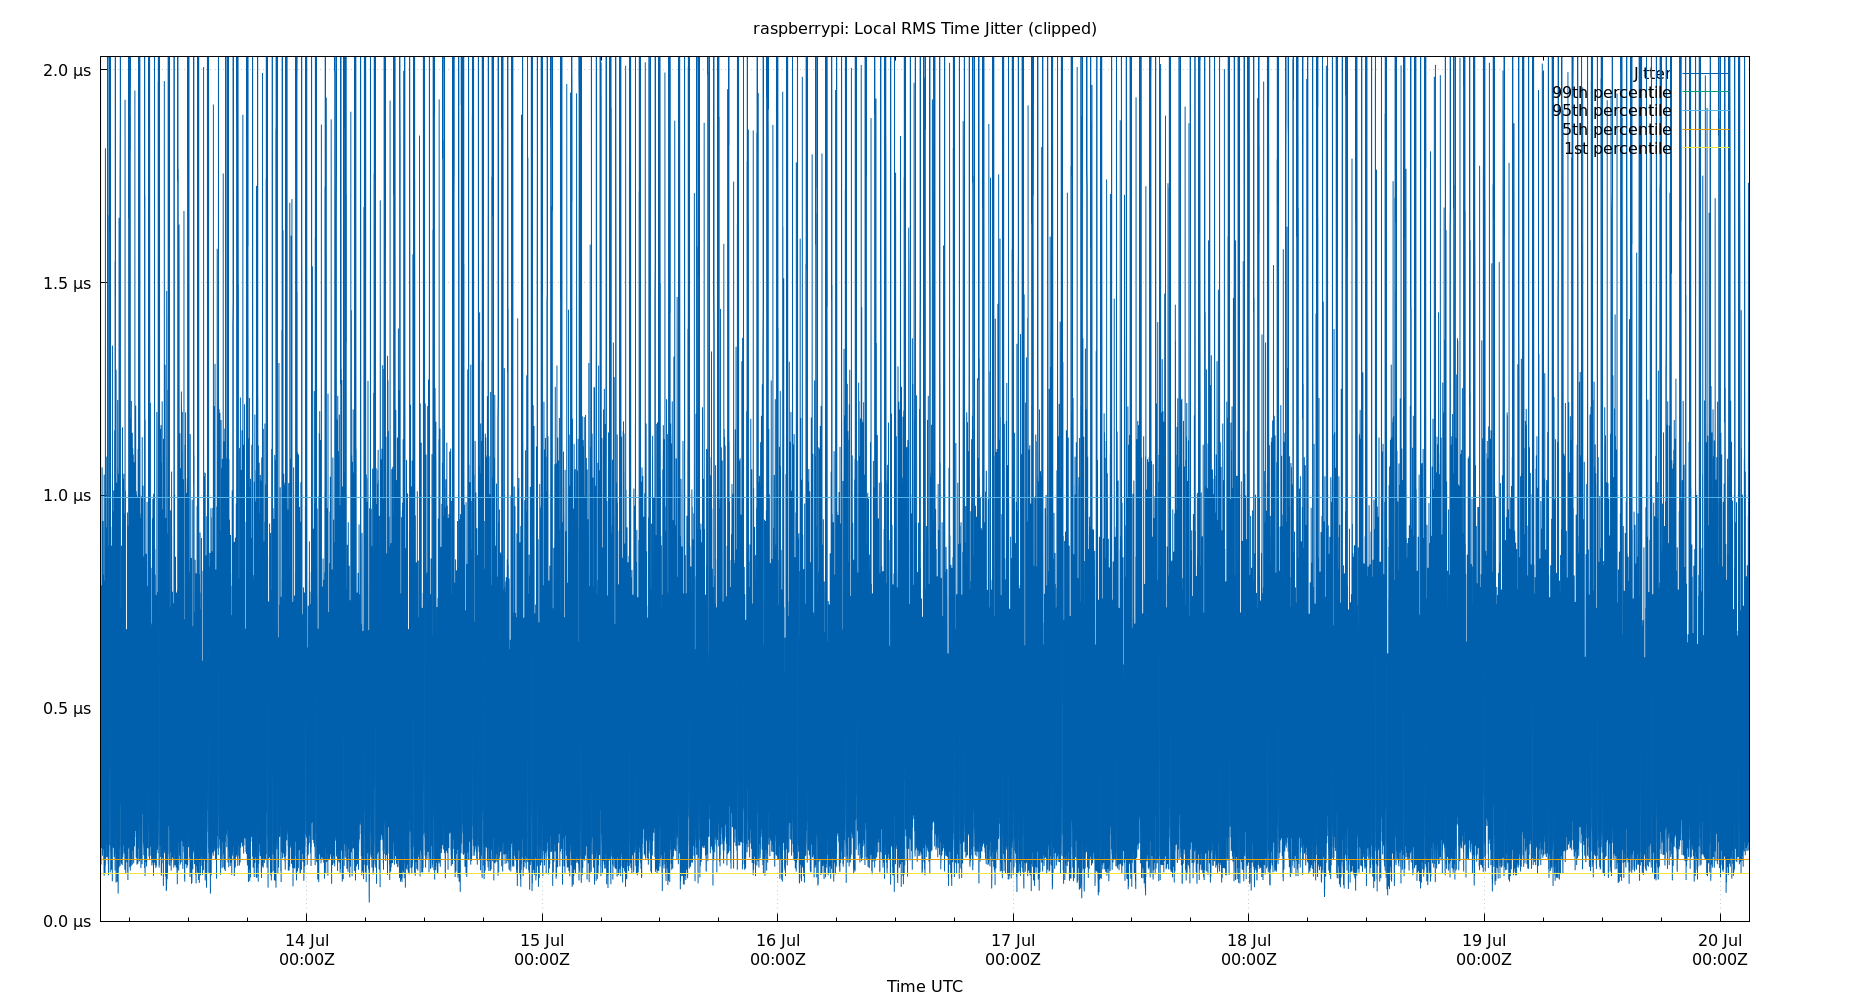 raspberrypi: Local RMS Time Jitter (clipped)
2.0 µs
1.5 µs
1.0 µs
0.5 µs
0.0 µs
Jitter
99th percentile
95th percentile
5th percentile
1st percentile
14 Jul 15 Jul 16 Jul 17 Jul 18 Jul 19 Jul 20 Jul
00:00Z 00:00Z 00:00Z 00:00Z 00:00Z 00:00Z 00:00Z
Time UTC